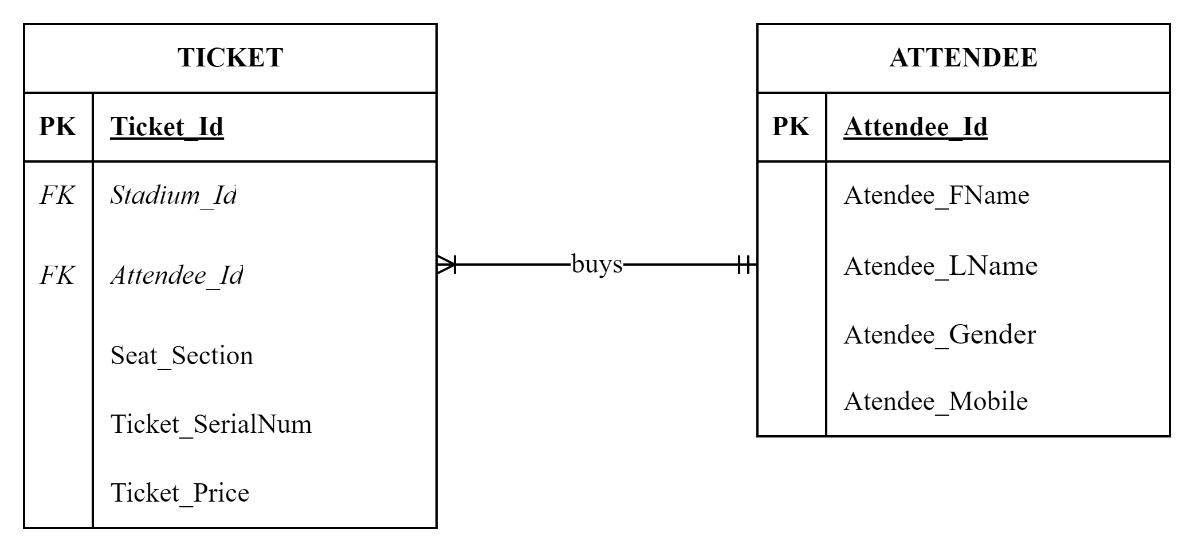 TICKET
PK Ticket_Id
FK Stadium_Id
FK Attendee_Id
Seat_Section
Ticket_SerialNum
Ticket_Price
buys
ATTENDEE
PK Attendee_Id
Atendee_FName
Atendee_LName
Atendee_Gender
Atendee_Mobile